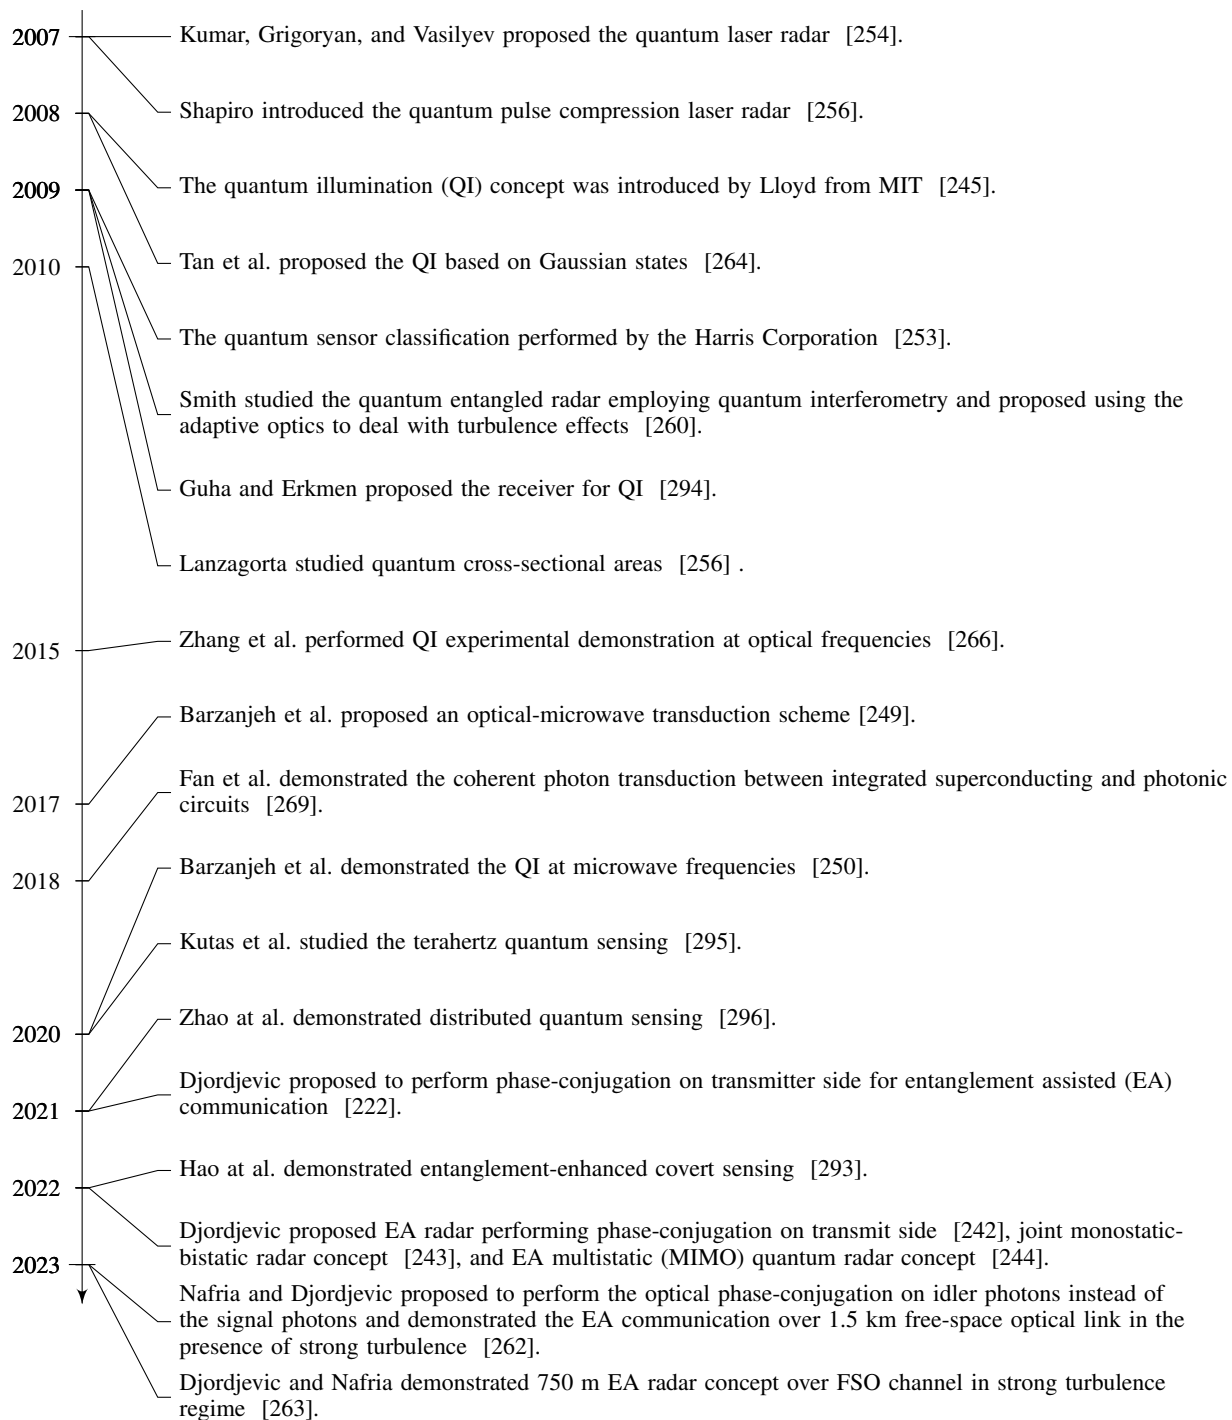 2007
Kumar, Grigoryan, and Vasilyev proposed the quantum laser radar [254].
2008
Shapiro introduced the quantum pulse compression laser radar [256].
2009
The quantum illumination (QI) concept was introduced by Lloyd from MIT [245].
2010
Tan et al. proposed the QI based on Gaussian states [264].
The quantum sensor classification performed by the Harris Corporation [253].
Smith studied the quantum entangled radar employing quantum interferometry and proposed using the
adaptive optics to deal with turbulence effects [260].
Guha and Erkmen proposed the receiver for QI [294].
Lanzagorta studied quantum cross-sectional areas [256] .
2015
Zhang et al. performed QI experimental demonstration at optical frequencies [266].
Barzanjeh et al. proposed an optical-microwave transduction scheme [249].
2017
Fan et al. demonstrated the coherent photon transduction between integrated superconducting and photonic
circuits [269].
2018
Barzanjeh et al. demonstrated the QI at microwave frequencies [250].
Kutas et al. studied the terahertz quantum sensing [295].
2020
Zhao at al. demonstrated distributed quantum sensing [296].
2021
Djordjevic proposed to perform phase-conjugation on transmitter side for entanglement assisted (EA)
communication [222].
2022
Hao at al. demonstrated entanglement-enhanced covert sensing [293].
Djordjevic proposed EA radar performing phase-conjugation on transmit side [242], joint monostatic-
bistatic radar concept [243], and EA multistatic (MIMO) quantum radar concept [244].
2023
Nafria and Djordjevic proposed to perform the optical phase-conjugation on idler photons instead of
the signal photons and demonstrated the EA communication over 1.5 km free-space optical link in the
presence of strong turbulence [262].
Djordjevic and Nafria demonstrated 750 m EA radar concept over FSO channel in strong turbulence
regime [263].